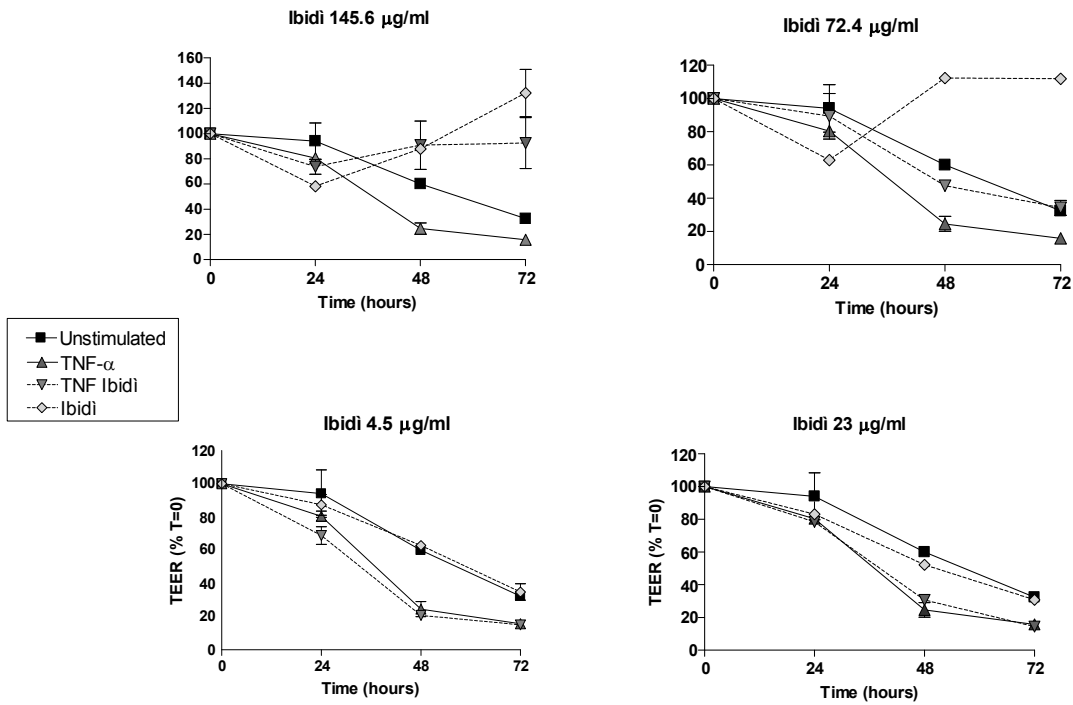 Ibidì 145.6 μg/ml
160
140
120
100
80
60
40
20
0
0 24 48 72
Time (hours)
Ibidì 72.4 μg/ml
120
100
80
60
40
20
0
0 24 48 72
Time (hours)
Unstimulated
TNF-α
TNF Ibidì
Ibidì
Ibidì 4.5 μg/ml
TEER (% T=0)
120
100
80
60
40
20
0
0 24 48 72
Time (hours)
Ibidì 23 μg/ml
TEER (% T=0)
120
100
80
60
40
20
0
0 24 48 72
Time (hours)